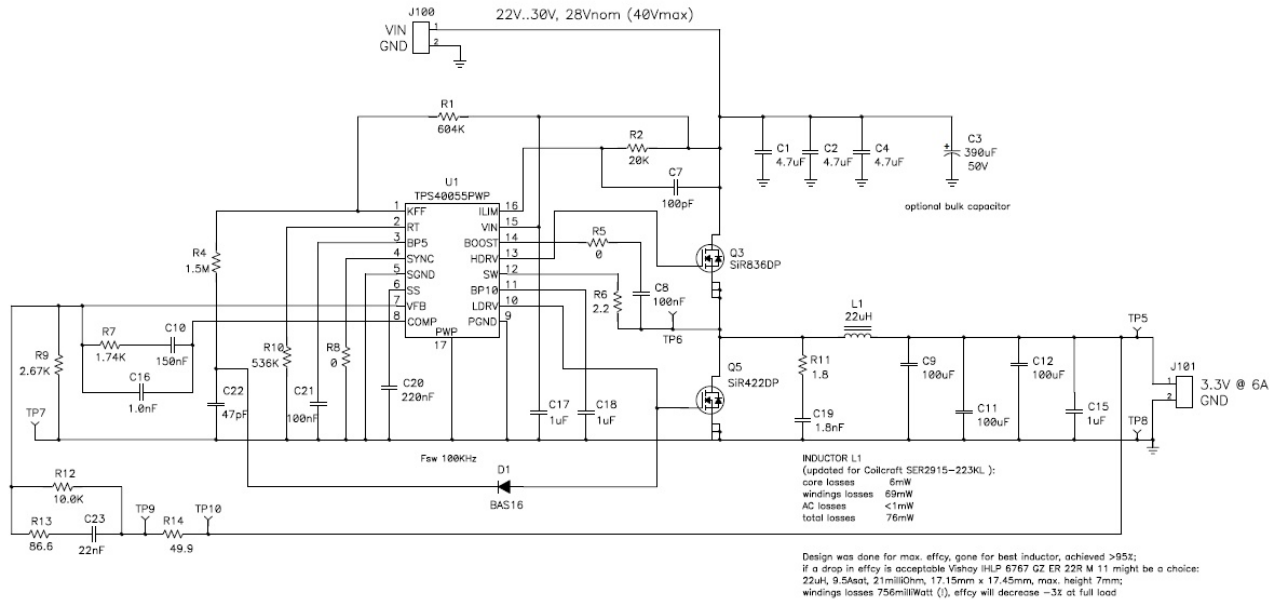 J100
22V..30V, 28Vnom (40Vmax)
VIN 1
GND 2
R1
604K
R2
20K
C7
100pF
C1
4.7uF
C2
4.7uF
C4
4.7uF
+
C3
390uF
50V
optional bulk capacitor
U1
TPS40055PWP
1 KFF ILIM 16
2 RT VIN 15
3 BP5 BOOST 14
4 SYNC HDRV 13
5 SGND SW 12
6 SS BP10 11
7 VFB LDRV 10
8 COMP PGND 9
PWP
17
R4
1.5M
R5
0
R6
2.2
C8
100nF
TP6
Q3
SiR836DP
L1
22uH
TP5
R7
1.74K
C10
150nF
R9
2.67K
C16
1.0nF
R10
536K
R8
0
C22
47pF
C21
100nF
C20
220nF
C17
1uF
C18
1uF
Q5
SiR422DP
R11
1.8
C19
1.8nF
C9
100uF
C11
100uF
C12
100uF
C15
1uF
J101
1 3.3V @ 6A
2 GND
TP7
TP8
Fsw 100KHz
D1
BAS16
R12
10.0K
R13
86.6
C23
22nF
TP9
R14
49.9
TP10
INDUCTOR L1
(updated for Coilcraft SER2915-223KL ):
core losses 6mW
windings losses 69mW
AC losses <1mW
total losses 76mW
Design was done for max. effcy, gone for best inductor, achieved >95%;
if a drop in effcy is acceptable Vishay IHLP 6767 GZ ER 22R M 11 might be a choice:
22uH, 9.5Asat, 21milliOhm, 17.15mm x 17.45mm, max. height 7mm;
windings losses 756milliWatt (!), effcy will decrease -3% at full load